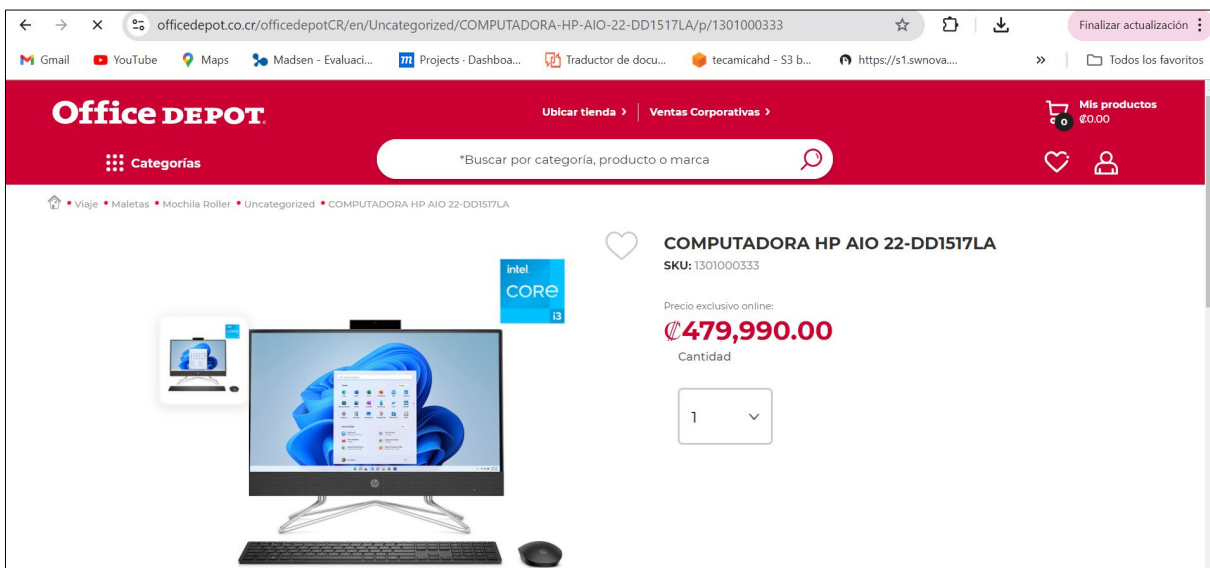 officedepot.co.cr/officedepotCR/en/Uncategorized/COMPUTADORA-HP-AIO-22-DD1517LA/p/1301000333
Finalizar actualización
Gmail YouTube Maps Madsen - Evaluaci... Projects - Dashboa... Traductor de docu... tecamicahd - S3 b... https://s1.swnova.... » Todos los favoritos
Office DEPOT.
Ubicar tienda > Ventas Corporativas >
Mis productos
0 ₡0.00
Categorías
*Buscar por categoría, producto o marca
Viaje • Maletas • Mochila Roller • Uncategorized • COMPUTADORA HP AIO 22-DD1517LA
COMPUTADORA HP AIO 22-DD1517LA
SKU: 1301000333
intel.
CORE
i3
Precio exclusivo online:
₡479,990.00
Cantidad
1
hp